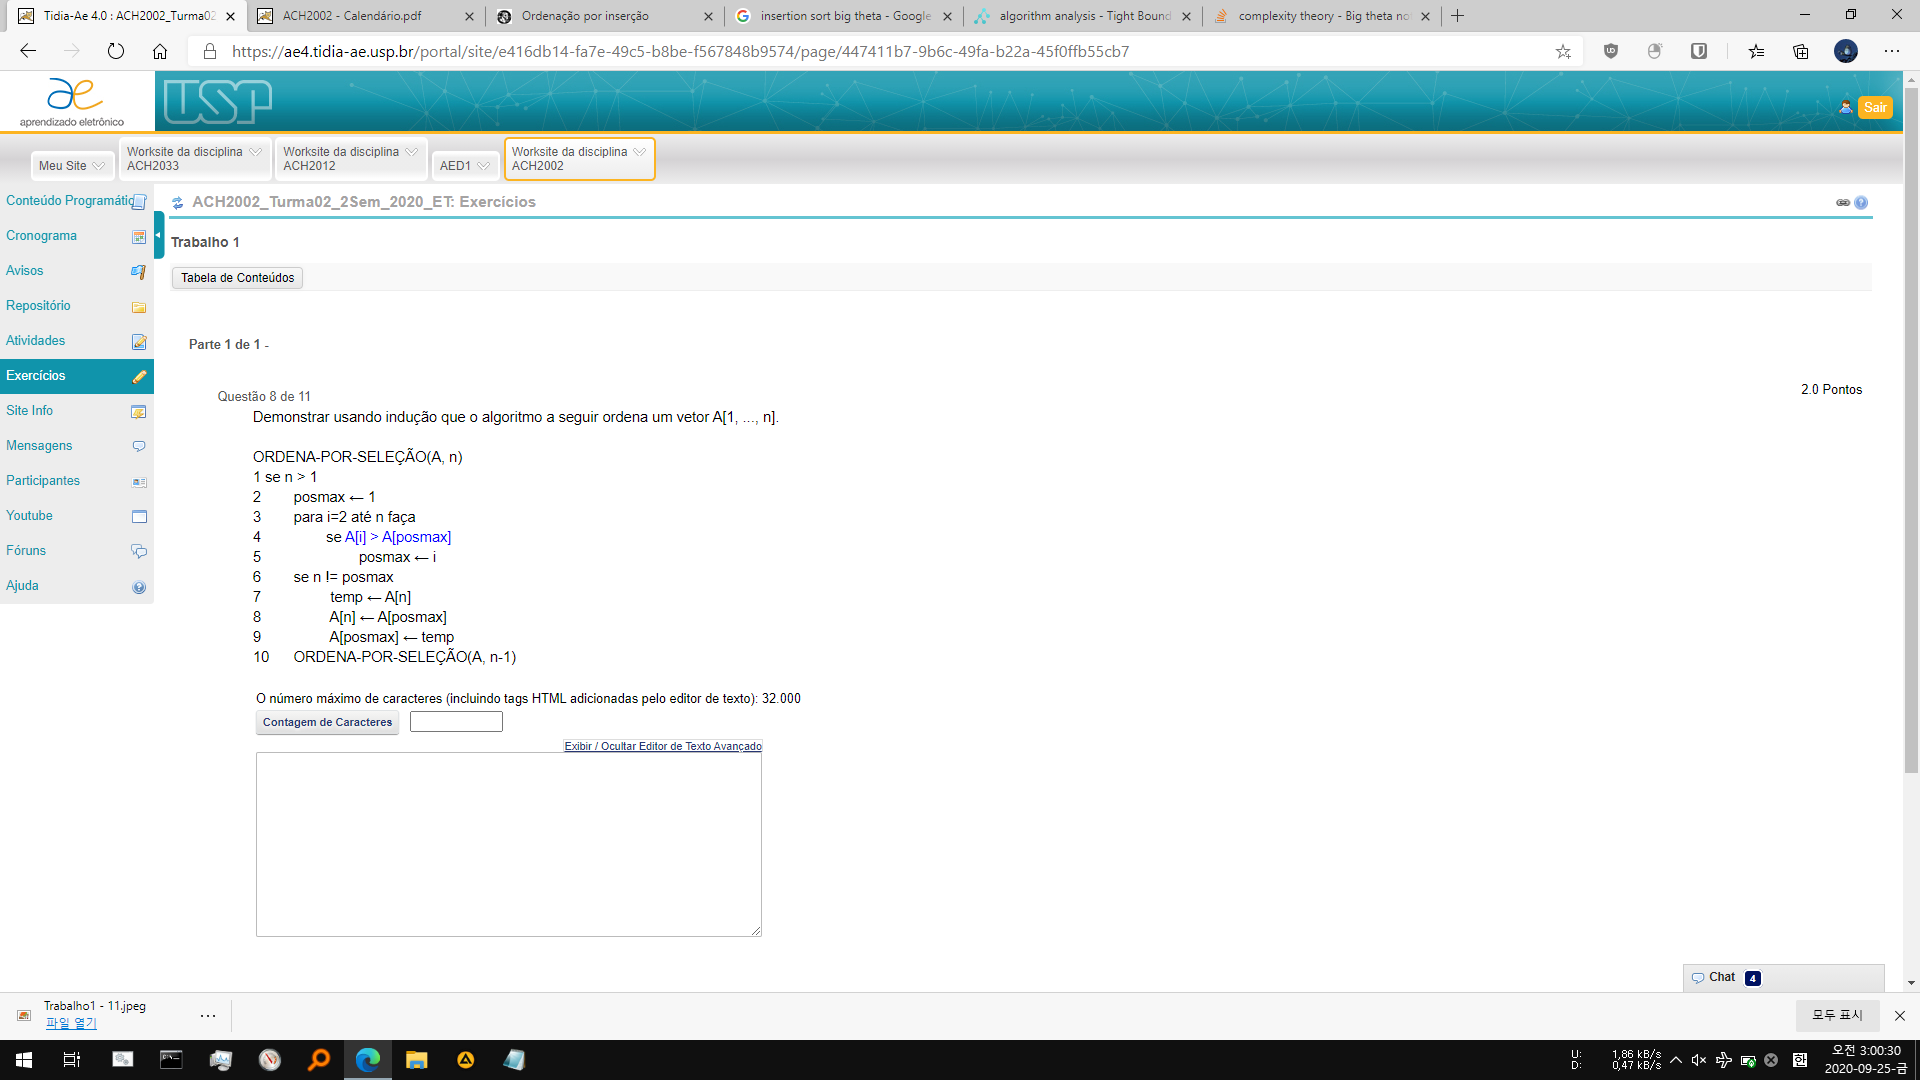 Tidia-Ae 4.0 : ACH2002_Turma02
ACH2002 - Calendário.pdf
Ordenação por inserção
insertion sort big theta - Google
algorithm analysis - Tight Bound
complexity theory - Big theta no
https://ae4.tidia-ae.usp.br/portal/site/e416db14-fa7e-49c5-b8be-f567848b9574/page/447411b7-9b6c-49fa-b22a-45f0ffb55cb7
ae
aprendizado eletrônico
USP
Sair
Meu Site
Worksite da disciplina
ACH2033
Worksite da disciplina
ACH2012
AED1
Worksite da disciplina
ACH2002
Conteúdo Programátic
Cronograma
Avisos
Repositório
Atividades
Exercícios
Site Info
Mensagens
Participantes
Youtube
Fóruns
Ajuda
ACH2002_Turma02_2Sem_2020_ET: Exercícios
Trabalho 1
Tabela de Conteúdos
Parte 1 de 1 -
Questão 8 de 11
2.0 Pontos
Demonstrar usando indução que o algoritmo a seguir ordena um vetor A[1, ..., n].
ORDENA-POR-SELEÇÃO(A, n)
1 se n > 1
2 posmax ← 1
3 para i=2 até n faça
4 se A[i] > A[posmax]
5 posmax ← i
6 se n != posmax
7 temp ← A[n]
8 A[n] ← A[posmax]
9 A[posmax] ← temp
10 ORDENA-POR-SELEÇÃO(A, n-1)
O número máximo de caracteres (incluindo tags HTML adicionadas pelo editor de texto): 32.000
Contagem de Caracteres
Exibir / Ocultar Editor de Texto Avançado
Chat 4
Trabalho1 - 11.jpeg
파일 열기
모두 표시
U: 1,86 kB/s
D: 0,47 kB/s
한
오전 3:00:30
2020-09-25-금